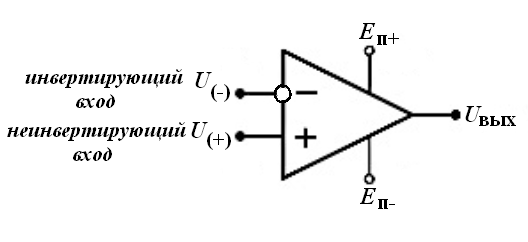 Eп+
инвертирующий вход
U(-)
−
неинвертирующий вход
U(+)
+
Uвых
Eп-